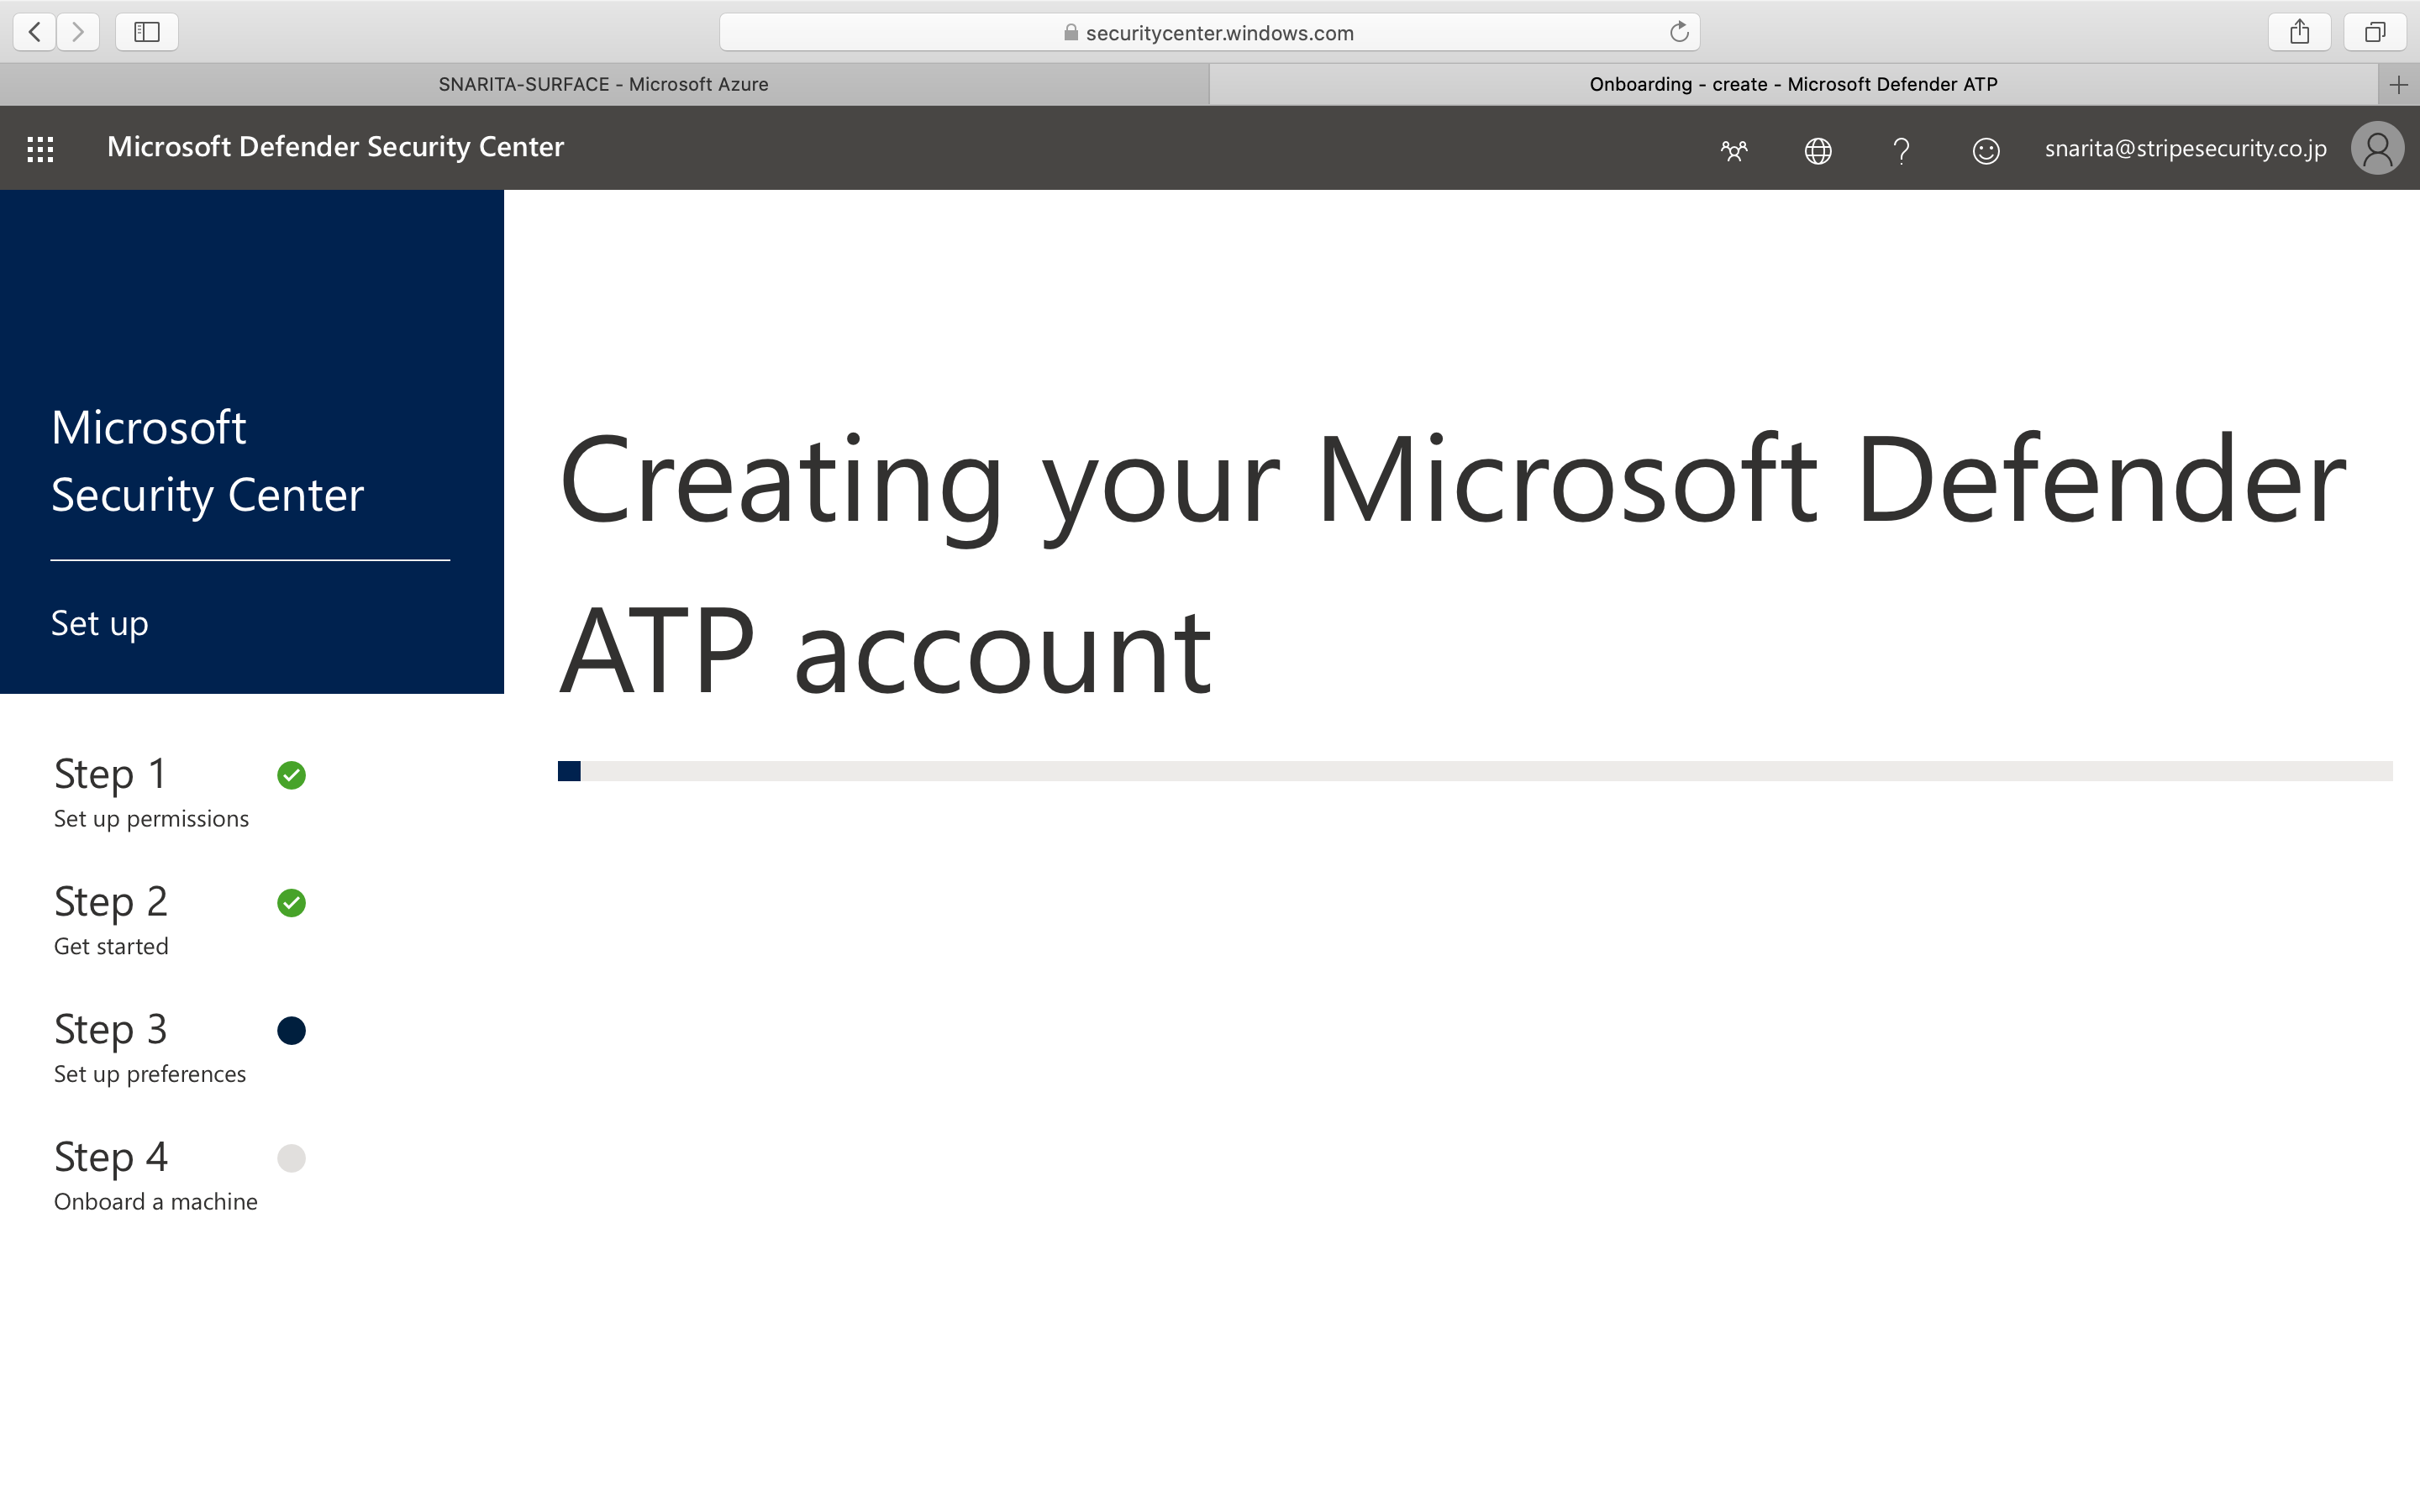 securitycenter.windows.com
SNARITA-SURFACE - Microsoft Azure
Onboarding - create - Microsoft Defender ATP
Microsoft Defender Security Center
snarita@stripesecurity.co.jp
Microsoft
Security Center
Set up
Step 1
Set up permissions
Step 2
Get started
Step 3
Set up preferences
Step 4
Onboard a machine
Creating your Microsoft Defender
ATP account